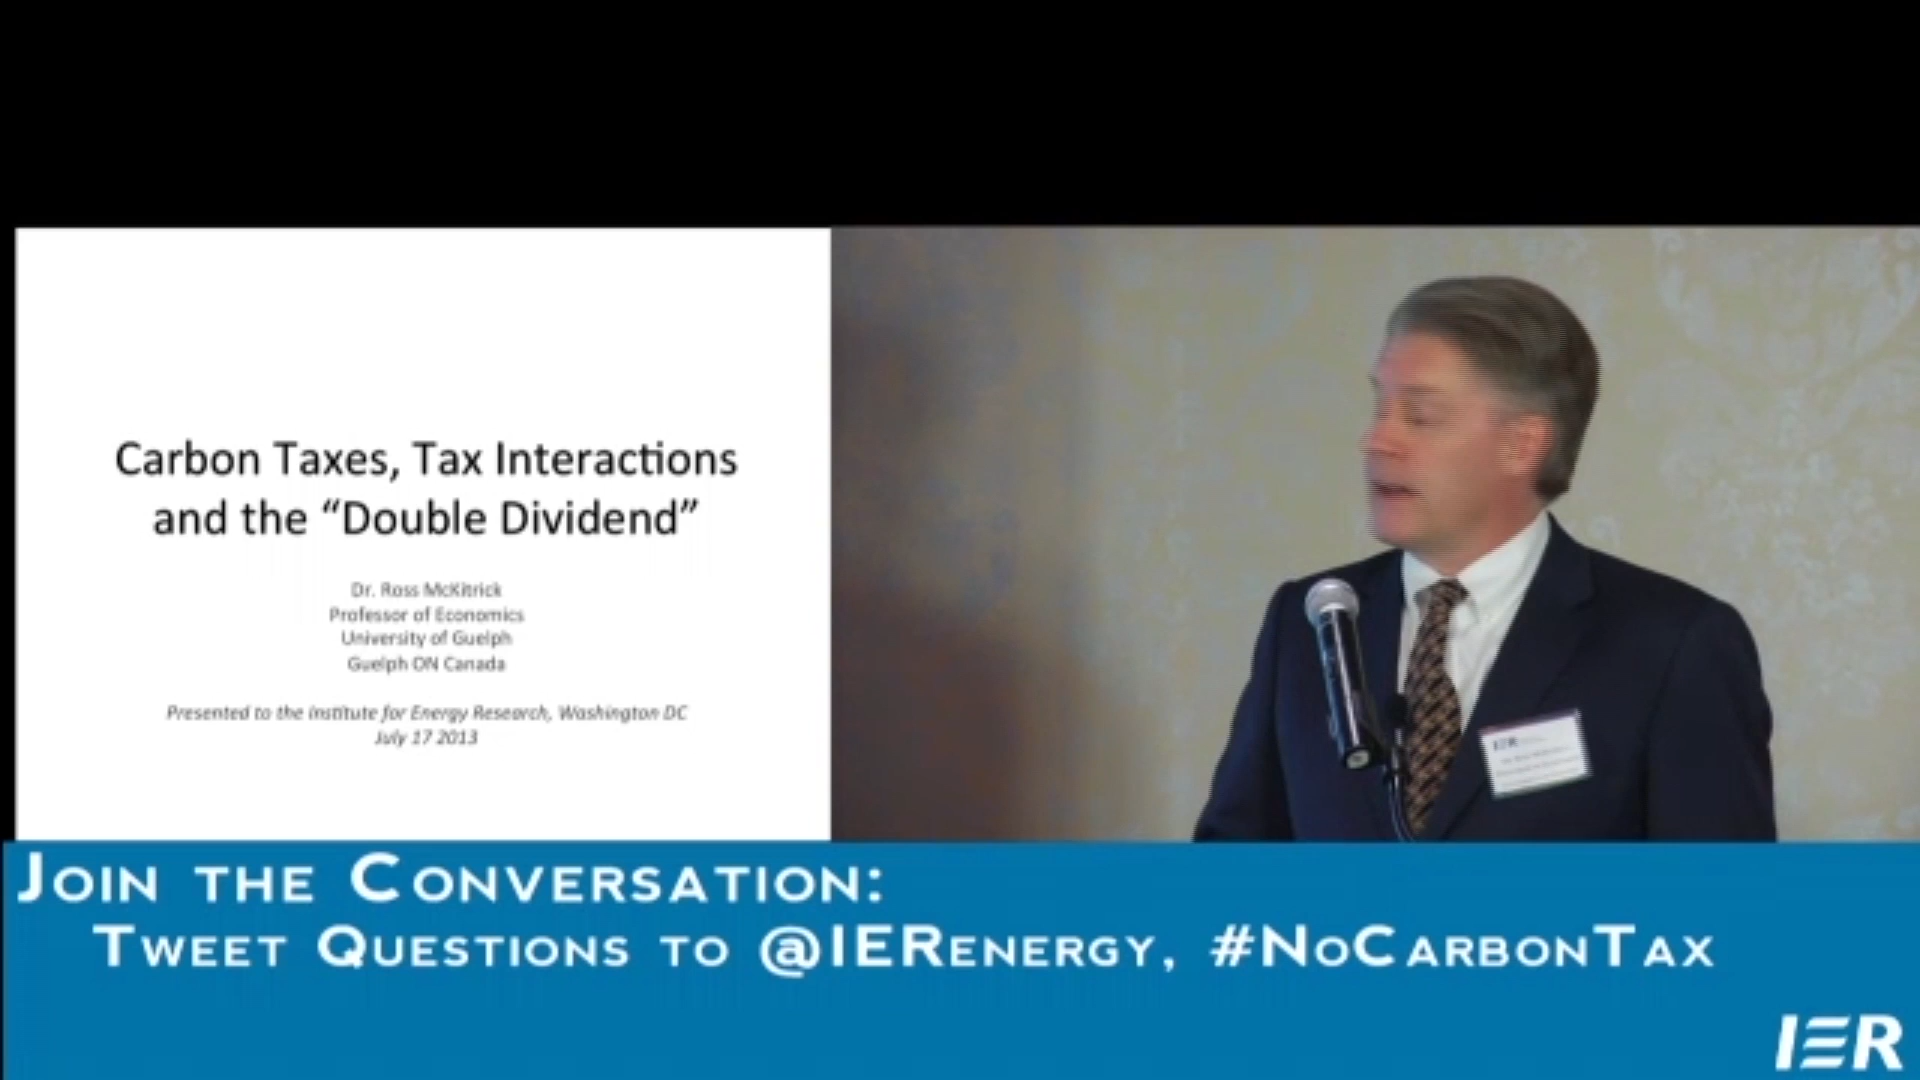 Carbon Taxes, Tax Interactions
and the “Double Dividend”
Dr. Ross McKitrick
Professor of Economics
University of Guelph
Guelph ON Canada
Presented to the Institute for Energy Research, Washington DC
July 17 2013
IER
JOIN THE CONVERSATION:
TWEET QUESTIONS TO @IERENERGY, #NOCARBONTAX
IER